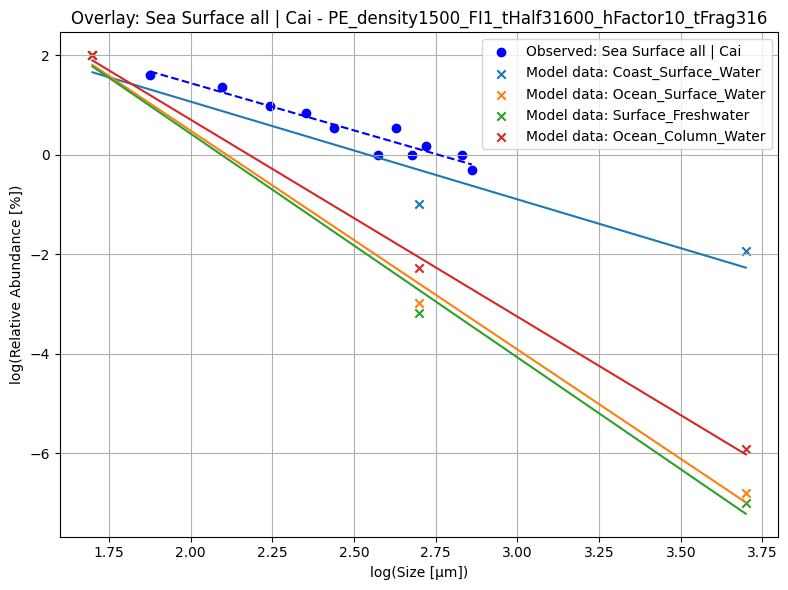 Overlay: Sea Surface all | Cai - PE_density1500_FI1_tHalf31600_hFactor10_tFrag316
Observed: Sea Surface all | Cai
Model data: Coast_Surface_Water
Model data: Ocean_Surface_Water
Model data: Surface_Freshwater
Model data: Ocean_Column_Water
log(Relative Abundance [%])
2
0
−2
−4
−6
1.75
2.00
2.25
2.50
2.75
3.00
3.25
3.50
3.75
log(Size [μm])